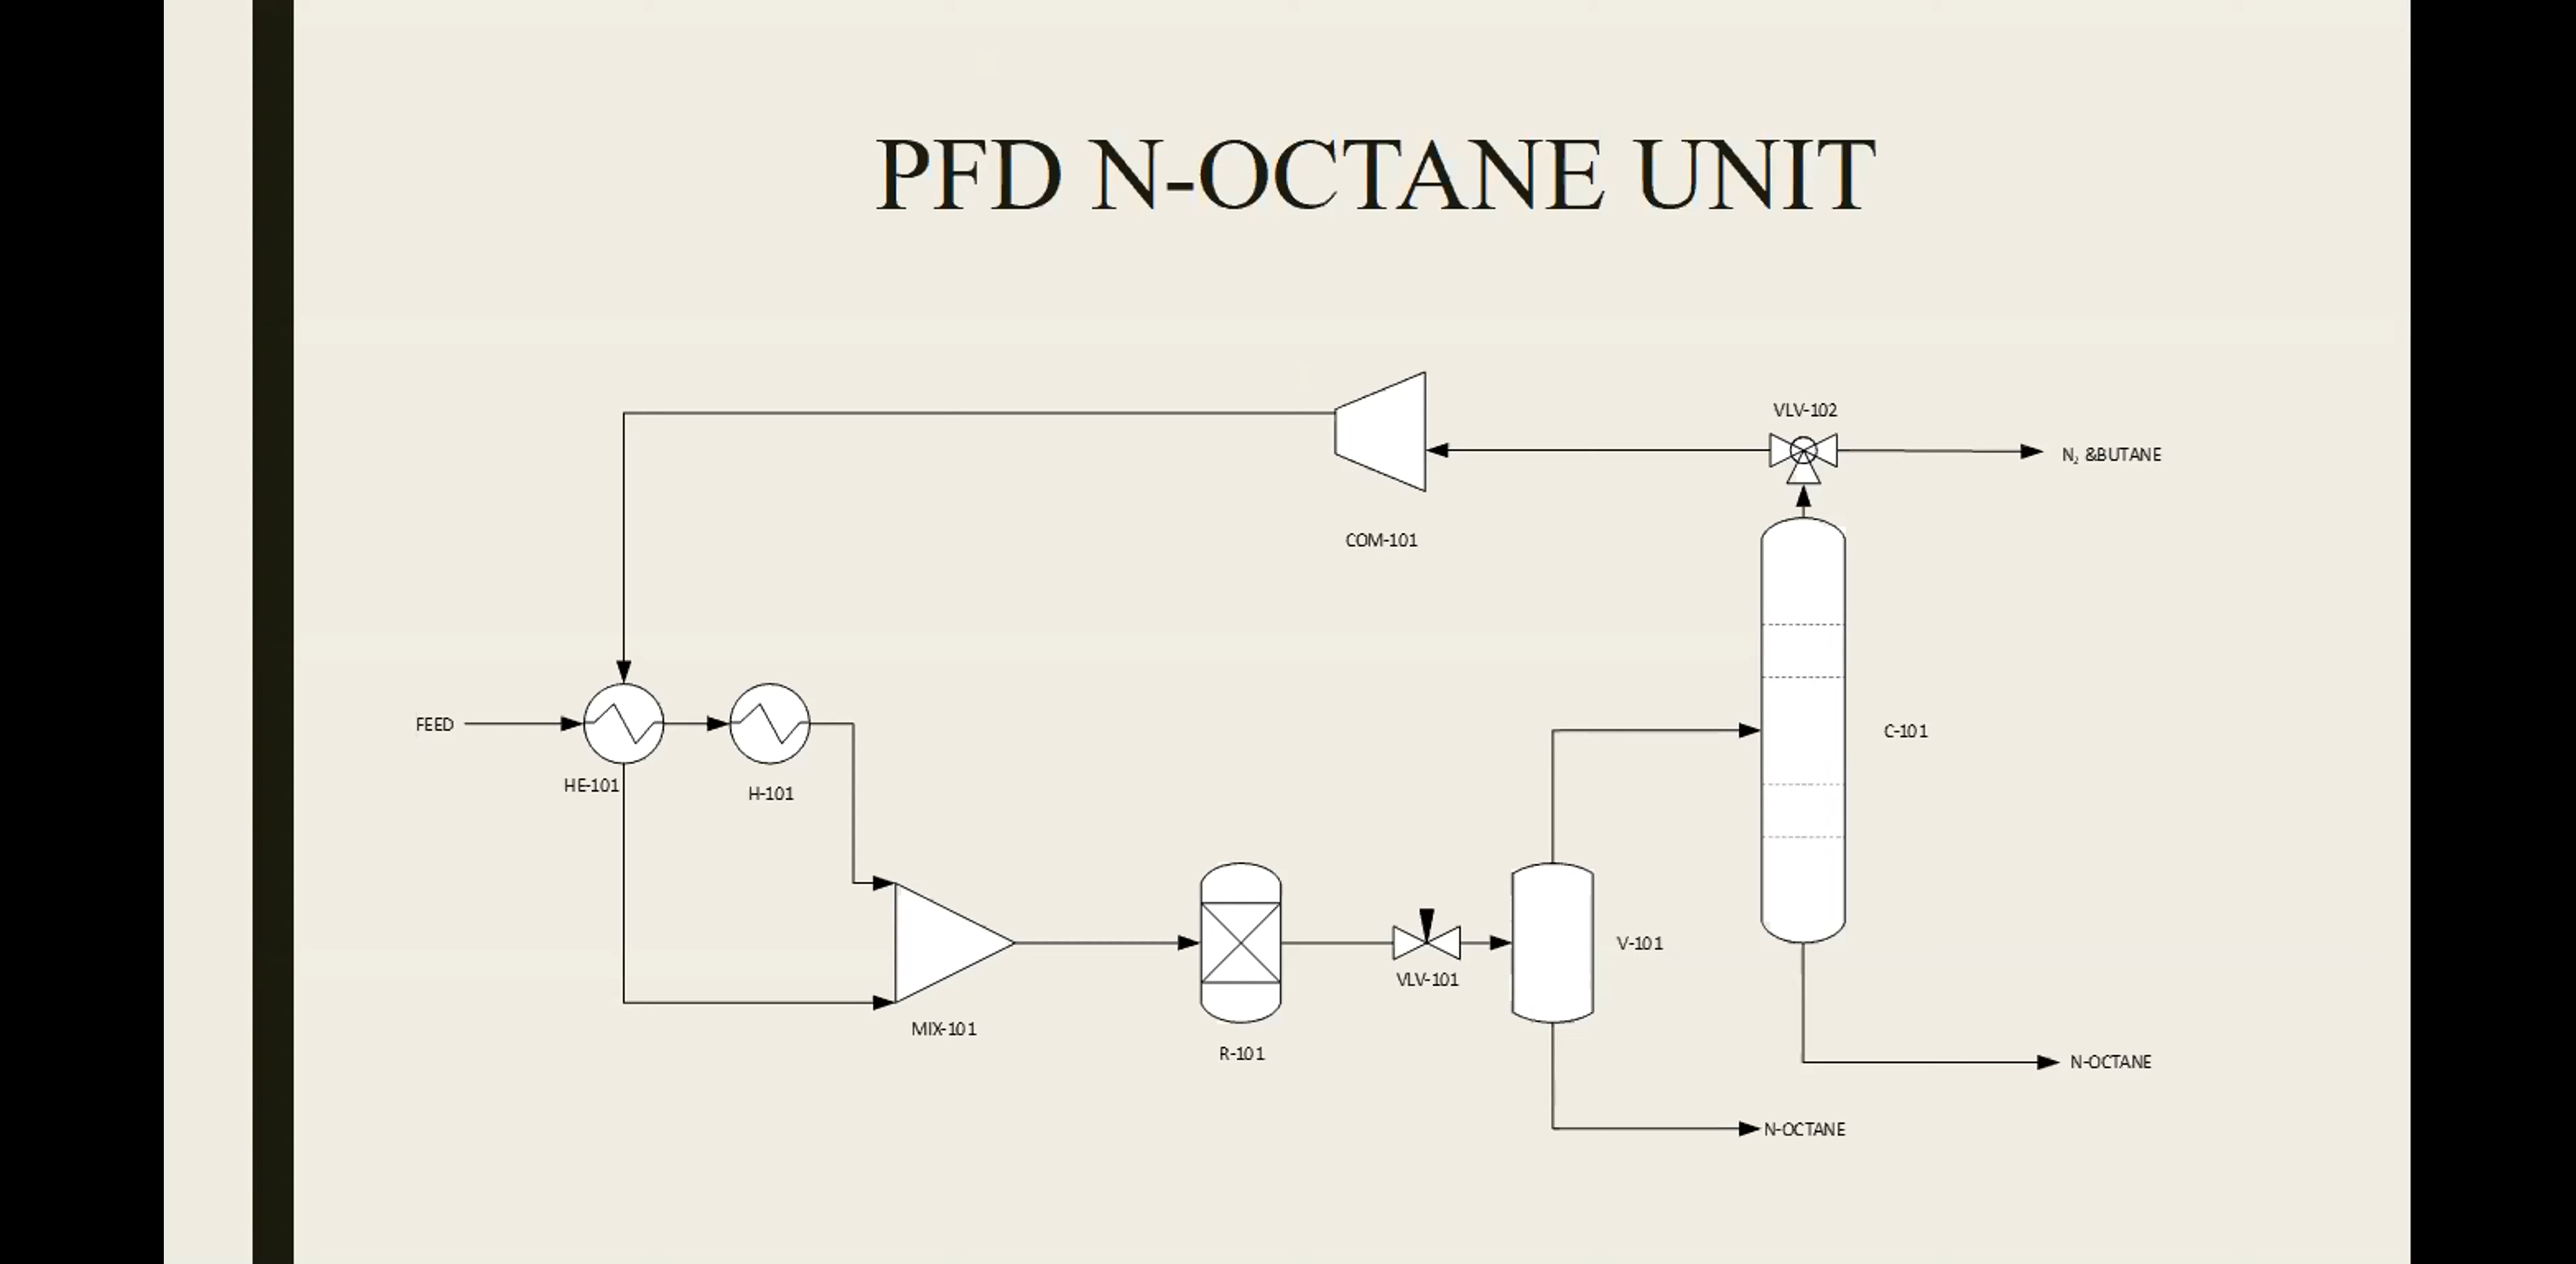 PFD N-OCTANE UNIT
VLV-102
N₂ &BUTANE
COM-101
FEED
HE-101
H-101
C-101
V-101
VLV-101
MIX-101
R-101
N-OCTANE
N-OCTANE